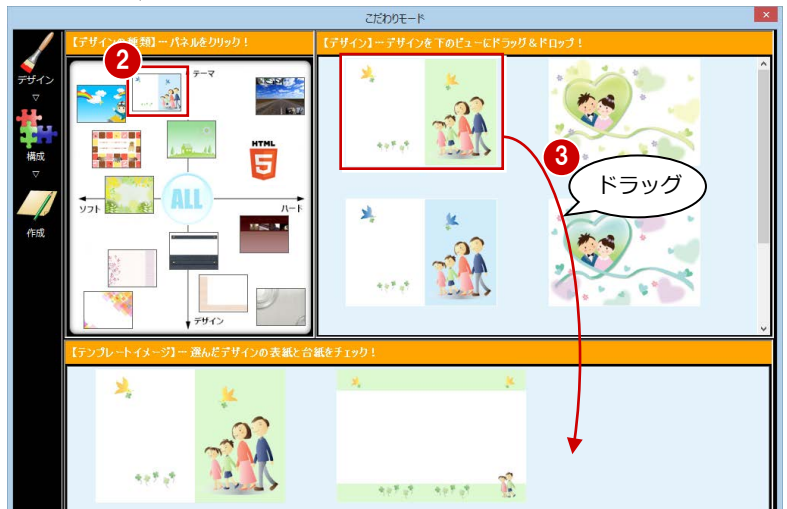 こだわりモード
×
【デザインの種類】ー パネルをクリック！
【デザイン】ーデザインを下のビューにドラッグ＆ドロップ！
デザイン
▽
構成
▽
作成
2
テーマ
HTML
5
ソフト
ALL
ハード
デザイン
3
ドラッグ
【テンプレートイメージ】ー 選んだデザインの表紙と台紙をチェック！